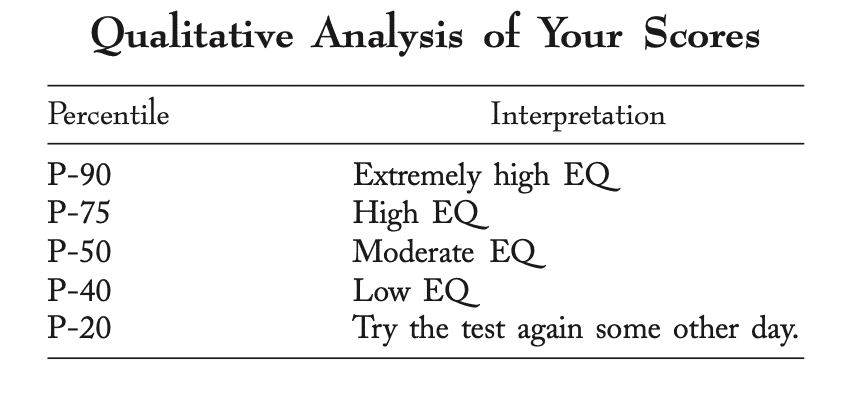 Qualitative Analysis of Your Scores
Percentile Interpretation
P-90 Extremely high EQ
P-75 High EQ
P-50 Moderate EQ
P-40 Low EQ
P-20 Try the test again some other day.